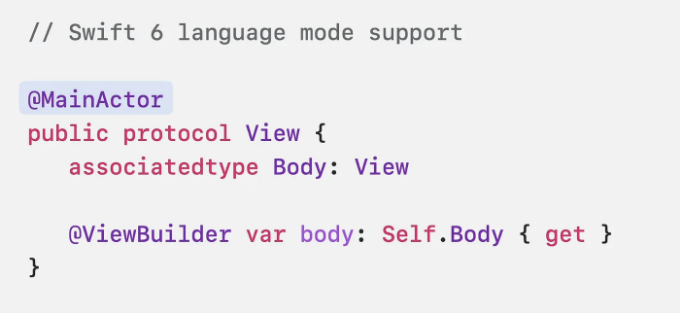 // Swift 6 language mode support
@MainActor
public protocol View {
associatedtype Body: View
@ViewBuilder var body: Self.Body { get }
}